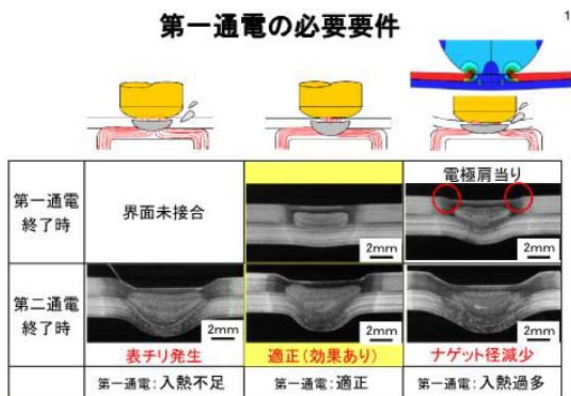 第一通電の必要要件
1
第一通電
終了時
界面未接合
2mm
電極肩当り
2mm
第二通電
終了時
2mm
表チリ発生
2mm
適正(効果あり)
2mm
ナゲット径減少
第一通電:入熱不足
第一通電:適正
第一通電:入熱過多